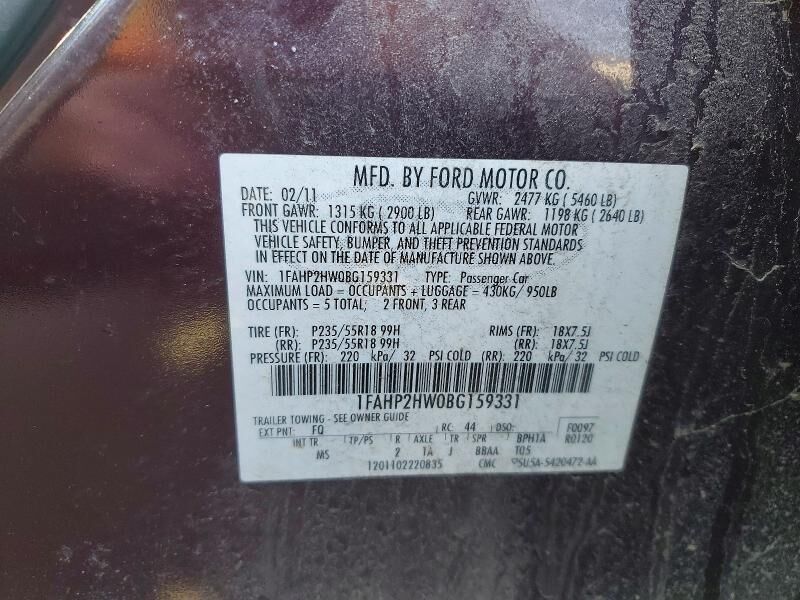 MFD. BY FORD MOTOR CO.
DATE: 02/11 GVWR: 2477 KG ( 5460 LB)
FRONT GAWR: 1315 KG ( 2900 LB) REAR GAWR: 1198 KG ( 2640 LB)
THIS VEHICLE CONFORMS TO ALL APPLICABLE FEDERAL MOTOR
VEHICLE SAFETY, BUMPER, AND THEFT PREVENTION STANDARDS
IN EFFECT ON THE DATE OF MANUFACTURE SHOWN ABOVE.
VIN: 1FAHP2HW0BG159331 TYPE: Passenger Car
MAXIMUM LOAD = OCCUPANTS + LUGGAGE = 430KG/ 950LB
OCCUPANTS = 5 TOTAL, 2 FRONT, 3 REAR
TIRE (FR): P235/55R18 99H RIMS (FR): 18X7.5J
(RR): P235/55R18 99H (RR): 18X7.5J
PRESSURE (FR): 220 kPa/ 32 PSI COLD (RR): 220 kPa/ 32 PSI COLD
1FAHP2HW0BG159331
TRAILER TOWING - SEE OWNER GUIDE
EXT PNT: FQ RC: 44 DSO: F0097
INT TR TP/PS R AXLE TR SPR BPH1A R0120
MS 2 1A J BBAA T05
1201102220835 CMC 5U5A-5420472-AA